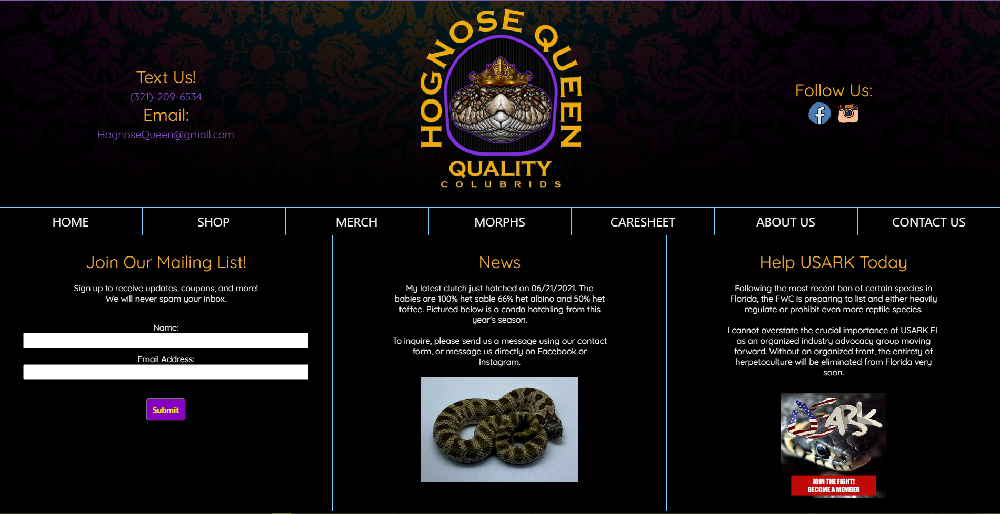 HOGNOSE QUEEN
QUALITY
COLUBRIDS
Text Us!
(321)-209-6534
Email:
HognoseQueen@gmail.com
Follow Us:
HOME
SHOP
MERCH
MORPHS
CARESHEET
ABOUT US
CONTACT US
Join Our Mailing List!
Sign up to receive updates, coupons, and more!
We will never spam your inbox.
Name:
Email Address:
Submit
News
My latest clutch just hatched on 06/21/2021. The
babies are 100% het sable 66% het albino and 50% het
toffee. Pictured below is a conda hatchling from this
year's season.
To inquire, please send us a message using our contact
form, or message us directly on Facebook or
Instagram.
Help USARK Today
Following the most recent ban of certain species in
Florida, the FWC is preparing to list and either heavily
regulate or prohibit even more reptile species.
I cannot overstate the crucial importance of USARK FL
as an organized industry advocacy group moving
forward. Without an organized front, the entirety of
herpetoculture will be eliminated from Florida very
soon.
USARK
JOIN THE FIGHT!
BECOME A MEMBER